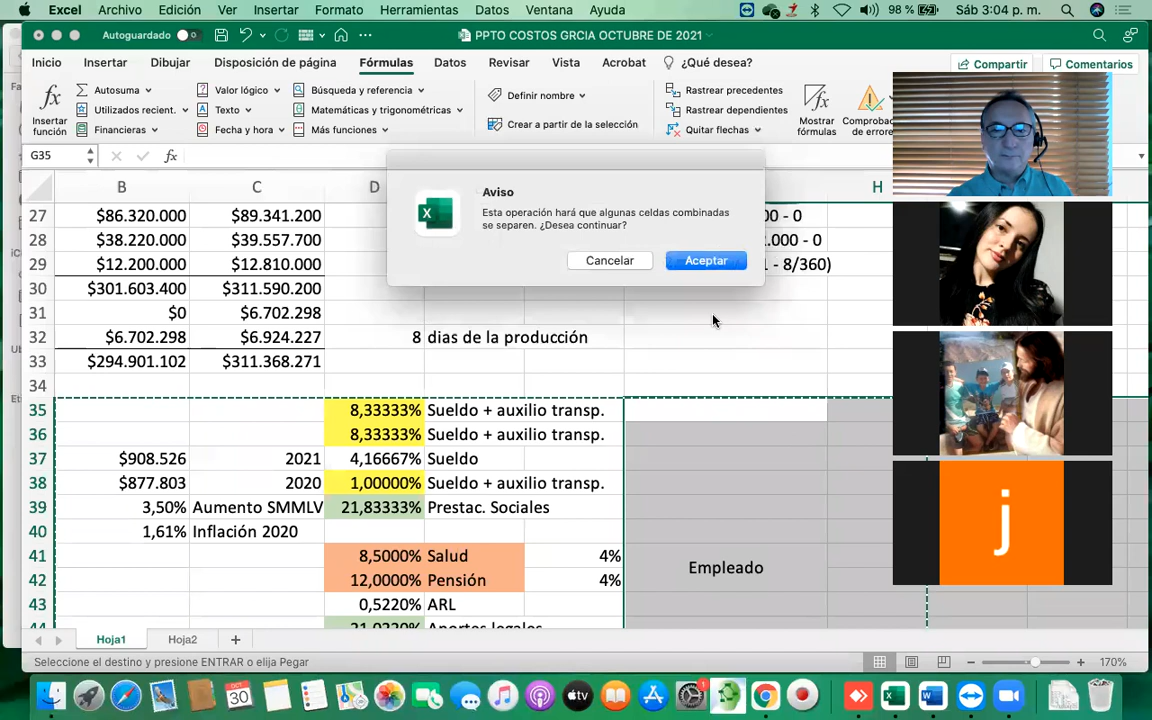 Excel Archivo Edición Ver Insertar Formato Herramientas Datos Ventana Ayuda 98 % Sáb 3:04 p. m.
Autoguardado PPTO COSTOS GRCIA OCTUBRE DE 2021
Inicio Insertar Dibujar Disposición de página Fórmulas Datos Revisar Vista Acrobat ¿Qué desea? Compartir Comentarios
Autosuma Valor lógico Búsqueda y referencia Definir nombre Rastrear precedentes
Insertar función Utilizados recient. Texto Matemáticas y trigonométricas Rastrear dependientes Mostrar fórmulas
Financieras Fecha y hora Más funciones Crear a partir de la selección Quitar flechas
G35 fx
Aviso
Esta operación hará que algunas celdas combinadas
se separen. ¿Desea continuar?
Cancelar Aceptar
B C D H
27 $86.320.000 $89.341.200 00 - 0
28 $38.220.000 $39.557.700 .000 - 0
29 $12.200.000 $12.810.000 1 - 8/360)
30 $301.603.400 $311.590.200
31 $0 $6.702.298
32 $6.702.298 $6.924.227 8 dias de la producción
33 $294.901.102 $311.368.271
34
35 8,33333% Sueldo + auxilio transp.
36 8,33333% Sueldo + auxilio transp.
37 $908.526 2021 4,16667% Sueldo
38 $877.803 2020 1,00000% Sueldo + auxilio transp.
39 3,50% Aumento SMMLV 21,83333% Prestac. Sociales
40 1,61% Inflación 2020
41 8,5000% Salud 4%
42 12,0000% Pensión 4% Empleado
43 0,5220% ARL
44 21,0220% Aportes legales
Hoja1 Hoja2 +
Seleccione el destino y presione ENTRAR o elija Pegar 170%
j
OCT
30
tv
1